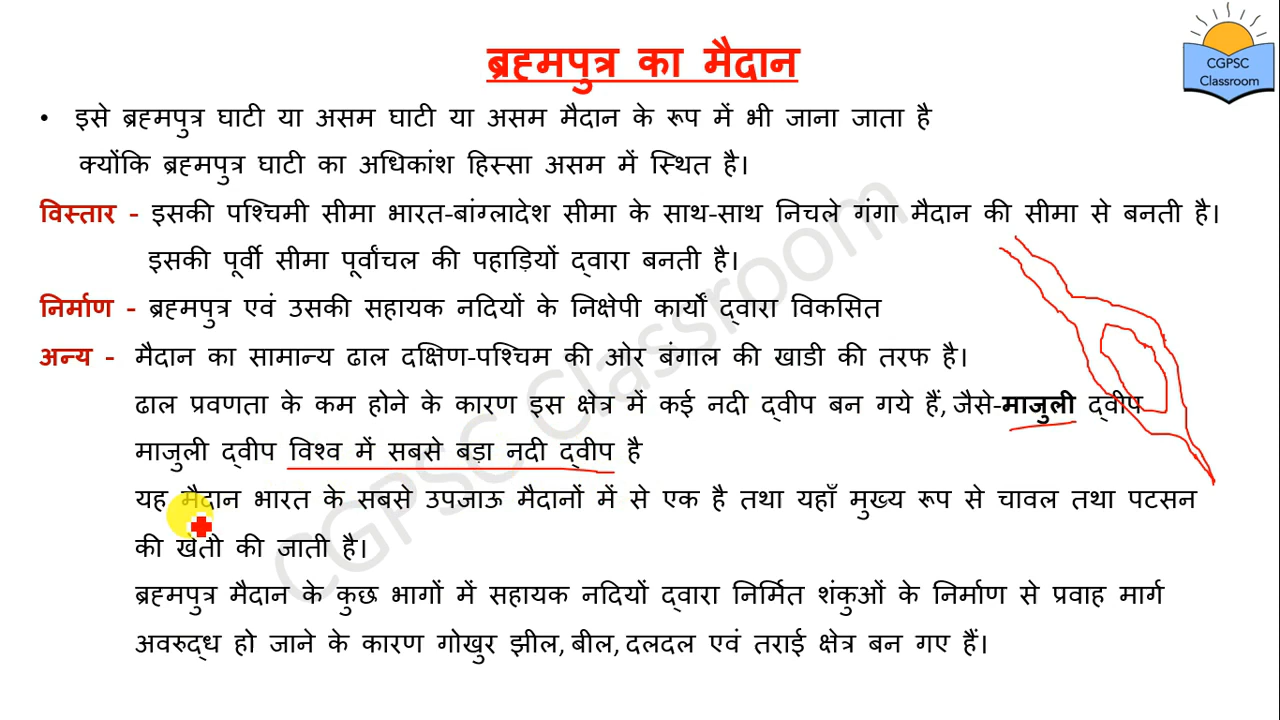 ब्रह्मपुत्र का मैदान
CGPSC
Classroom
• इसे ब्रह्मपुत्र घाटी या असम घाटी या असम मैदान के रूप में भी जाना जाता है
क्योंकि ब्रह्मपुत्र घाटी का अधिकांश हिस्सा असम में स्थित है।
विस्तार - इसकी पश्चिमी सीमा भारत-बांग्लादेश सीमा के साथ-साथ निचले गंगा मैदान की सीमा से बनती है।
इसकी पूर्वी सीमा पूर्वांचल की पहाड़ियों द्वारा बनती है।
निर्माण - ब्रह्मपुत्र एवं उसकी सहायक नदियों के निक्षेपी कार्यों द्वारा विकसित
अन्य - मैदान का सामान्य ढाल दक्षिण-पश्चिम की ओर बंगाल की खाडी की तरफ है।
ढाल प्रवणता के कम होने के कारण इस क्षेत्र में कई नदी द्वीप बन गये हैं, जैसे-माजुली द्वीप
माजुली द्वीप विश्व में सबसे बड़ा नदी द्वीप है
यह मैदान भारत के सबसे उपजाऊ मैदानों में से एक है तथा यहाँ मुख्य रूप से चावल तथा पटसन
की खेती की जाती है।
ब्रह्मपुत्र मैदान के कुछ भागों में सहायक नदियों द्वारा निर्मित शंकुओं के निर्माण से प्रवाह मार्ग
अवरुद्ध हो जाने के कारण गोखुर झील, बील, दलदल एवं तराई क्षेत्र बन गए हैं।
CGPSC Classroom